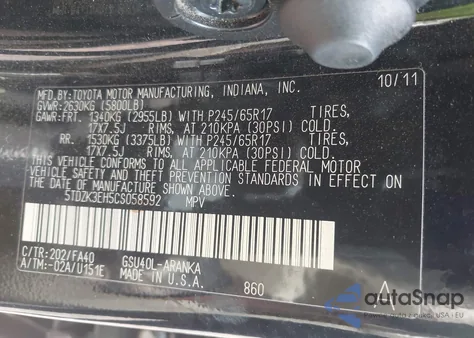 MFD.BY:TOYOTA MOTOR MANUFACTURING, INDIANA, INC. 10/11
GVWR:2630KG (5800LB)
GAWR:FRT. 1340KG (2955LB) WITH P245/65R17 TIRES,
17X7.5J RIMS, AT 210KPA (30PSI) COLD.
RR. 1530KG (3375LB) WITH P245/65R17 TIRES,
17X7.5J RIMS, AT 210KPA (30PSI) COLD.
THIS VEHICLE CONFORMS TO ALL APPLICABLE FEDERAL MOTOR
VEHICLE SAFETY AND THEFT PREVENTION STANDARDS IN EFFECT ON
THE DATE OF MANUFACTURE SHOWN ABOVE.
5TDZK3EH5CS058592 MPV
C/TR:202/FA40 GSU40L-ARANKA
A/TM:-02A/U151E MADE IN U.S.A. 860
autoSnap